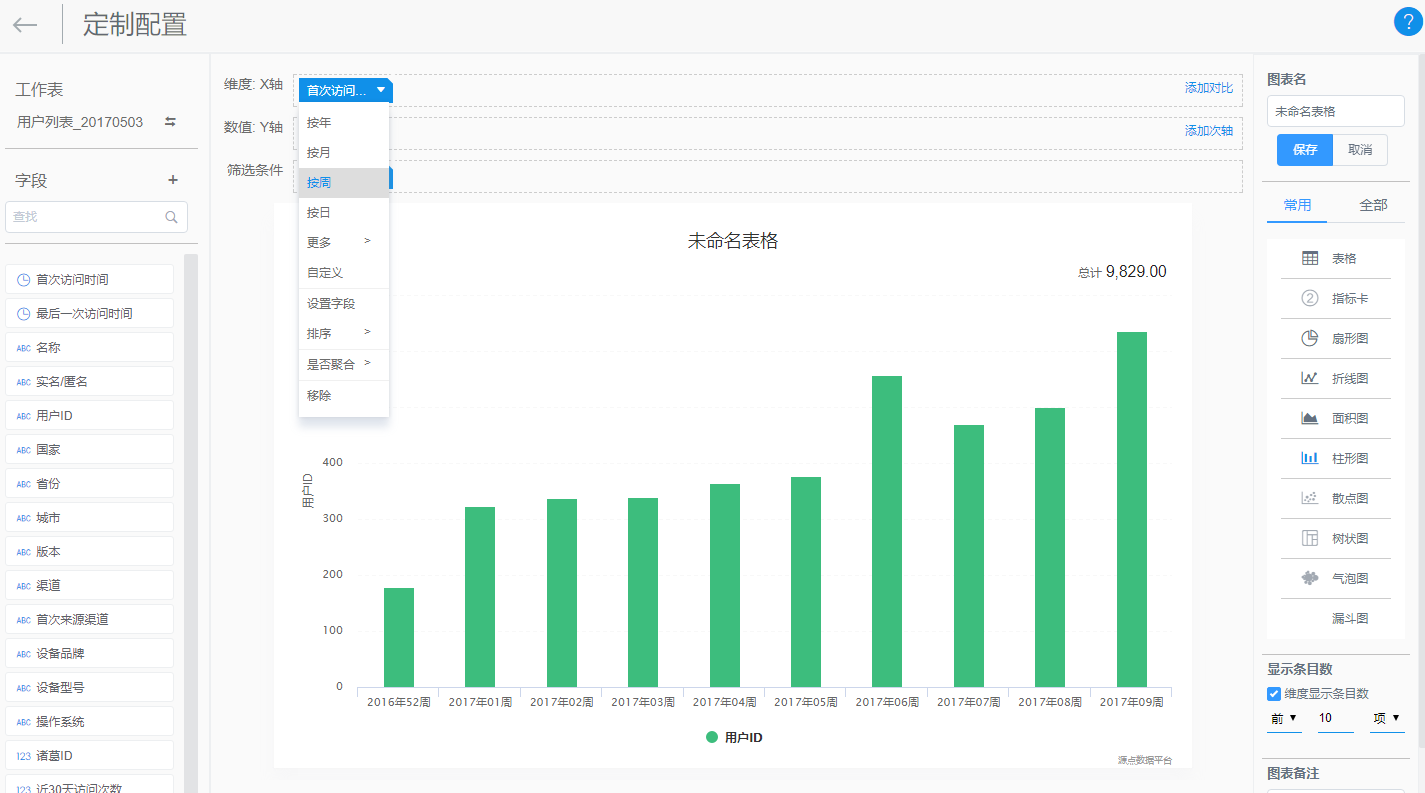 定制配置
?
工作表
用户列表_20170503
字段
+
查找
首次访问时间
最后一次访问时间
ABC 名称
ABC 实名/匿名
ABC 用户ID
ABC 国家
ABC 省份
ABC 城市
ABC 版本
ABC 渠道
ABC 首次来源渠道
ABC 设备品牌
ABC 设备型号
ABC 操作系统
123 诸葛ID
123 近30天访问次数
维度: X轴
首次访问...
添加对比
数值: Y轴
添加次轴
筛选条件
按年
按月
按周
按日
更多 >
自定义
设置字段
排序 >
是否聚合 >
移除
未命名表格
总计 9,829.00
用户ID
400
300
200
100
0
2016年52周 2017年01周 2017年02周 2017年03周 2017年04周 2017年05周 2017年06周 2017年07周 2017年08周 2017年09周
用户ID
源点数据平台
图表名
未命名表格
保存 取消
常用 全部
表格
2 指标卡
扇形图
折线图
面积图
柱形图
散点图
树状图
气泡图
漏斗图
显示条目数
维度显示条目数
前 10 项
图表备注